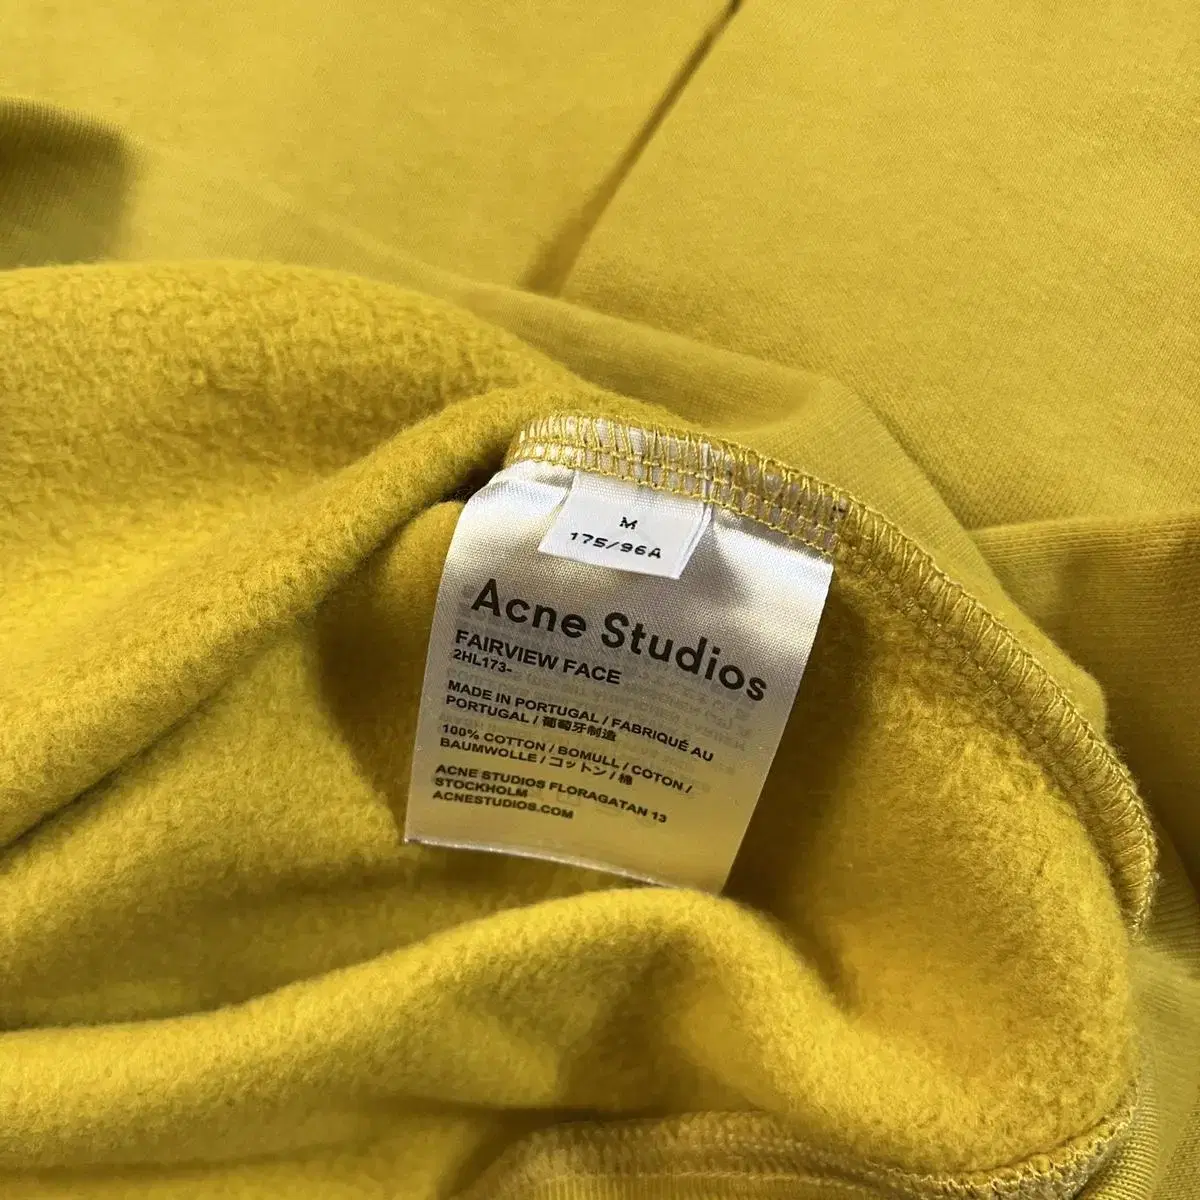 M
175/96A
Acne Studios
FAIRVIEW FACE
2HL173-
MADE IN PORTUGAL / FABRIQUÉ AU
PORTUGAL / 葡萄牙制造
100% COTTON / BOMULL / COTON /
BAUMWOLLE / コットン / 棉
ACNE STUDIOS FLORAGATAN 13
STOCKHOLM
ACNESTUDIOS.COM